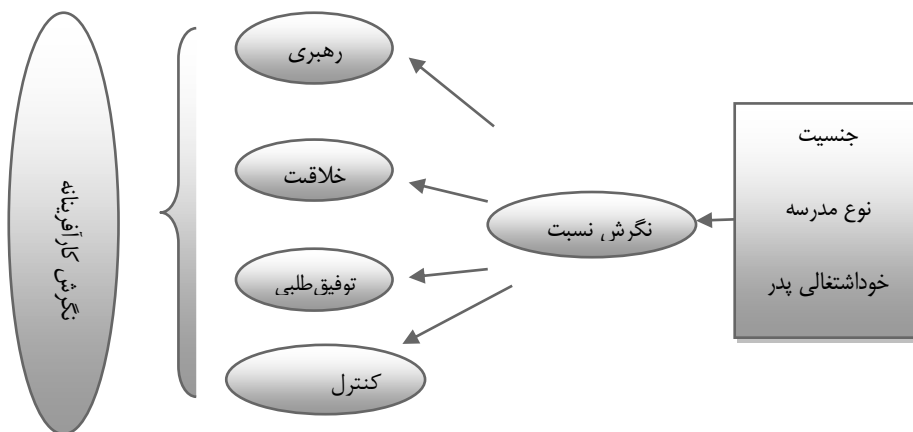 جنسیت
نوع مدرسه
خوداشتغالی پدر
نگرش نسبت
رهبری
خلاقیت
توفیق‌طلبی
کنترل
نگرش کارآفرینانه